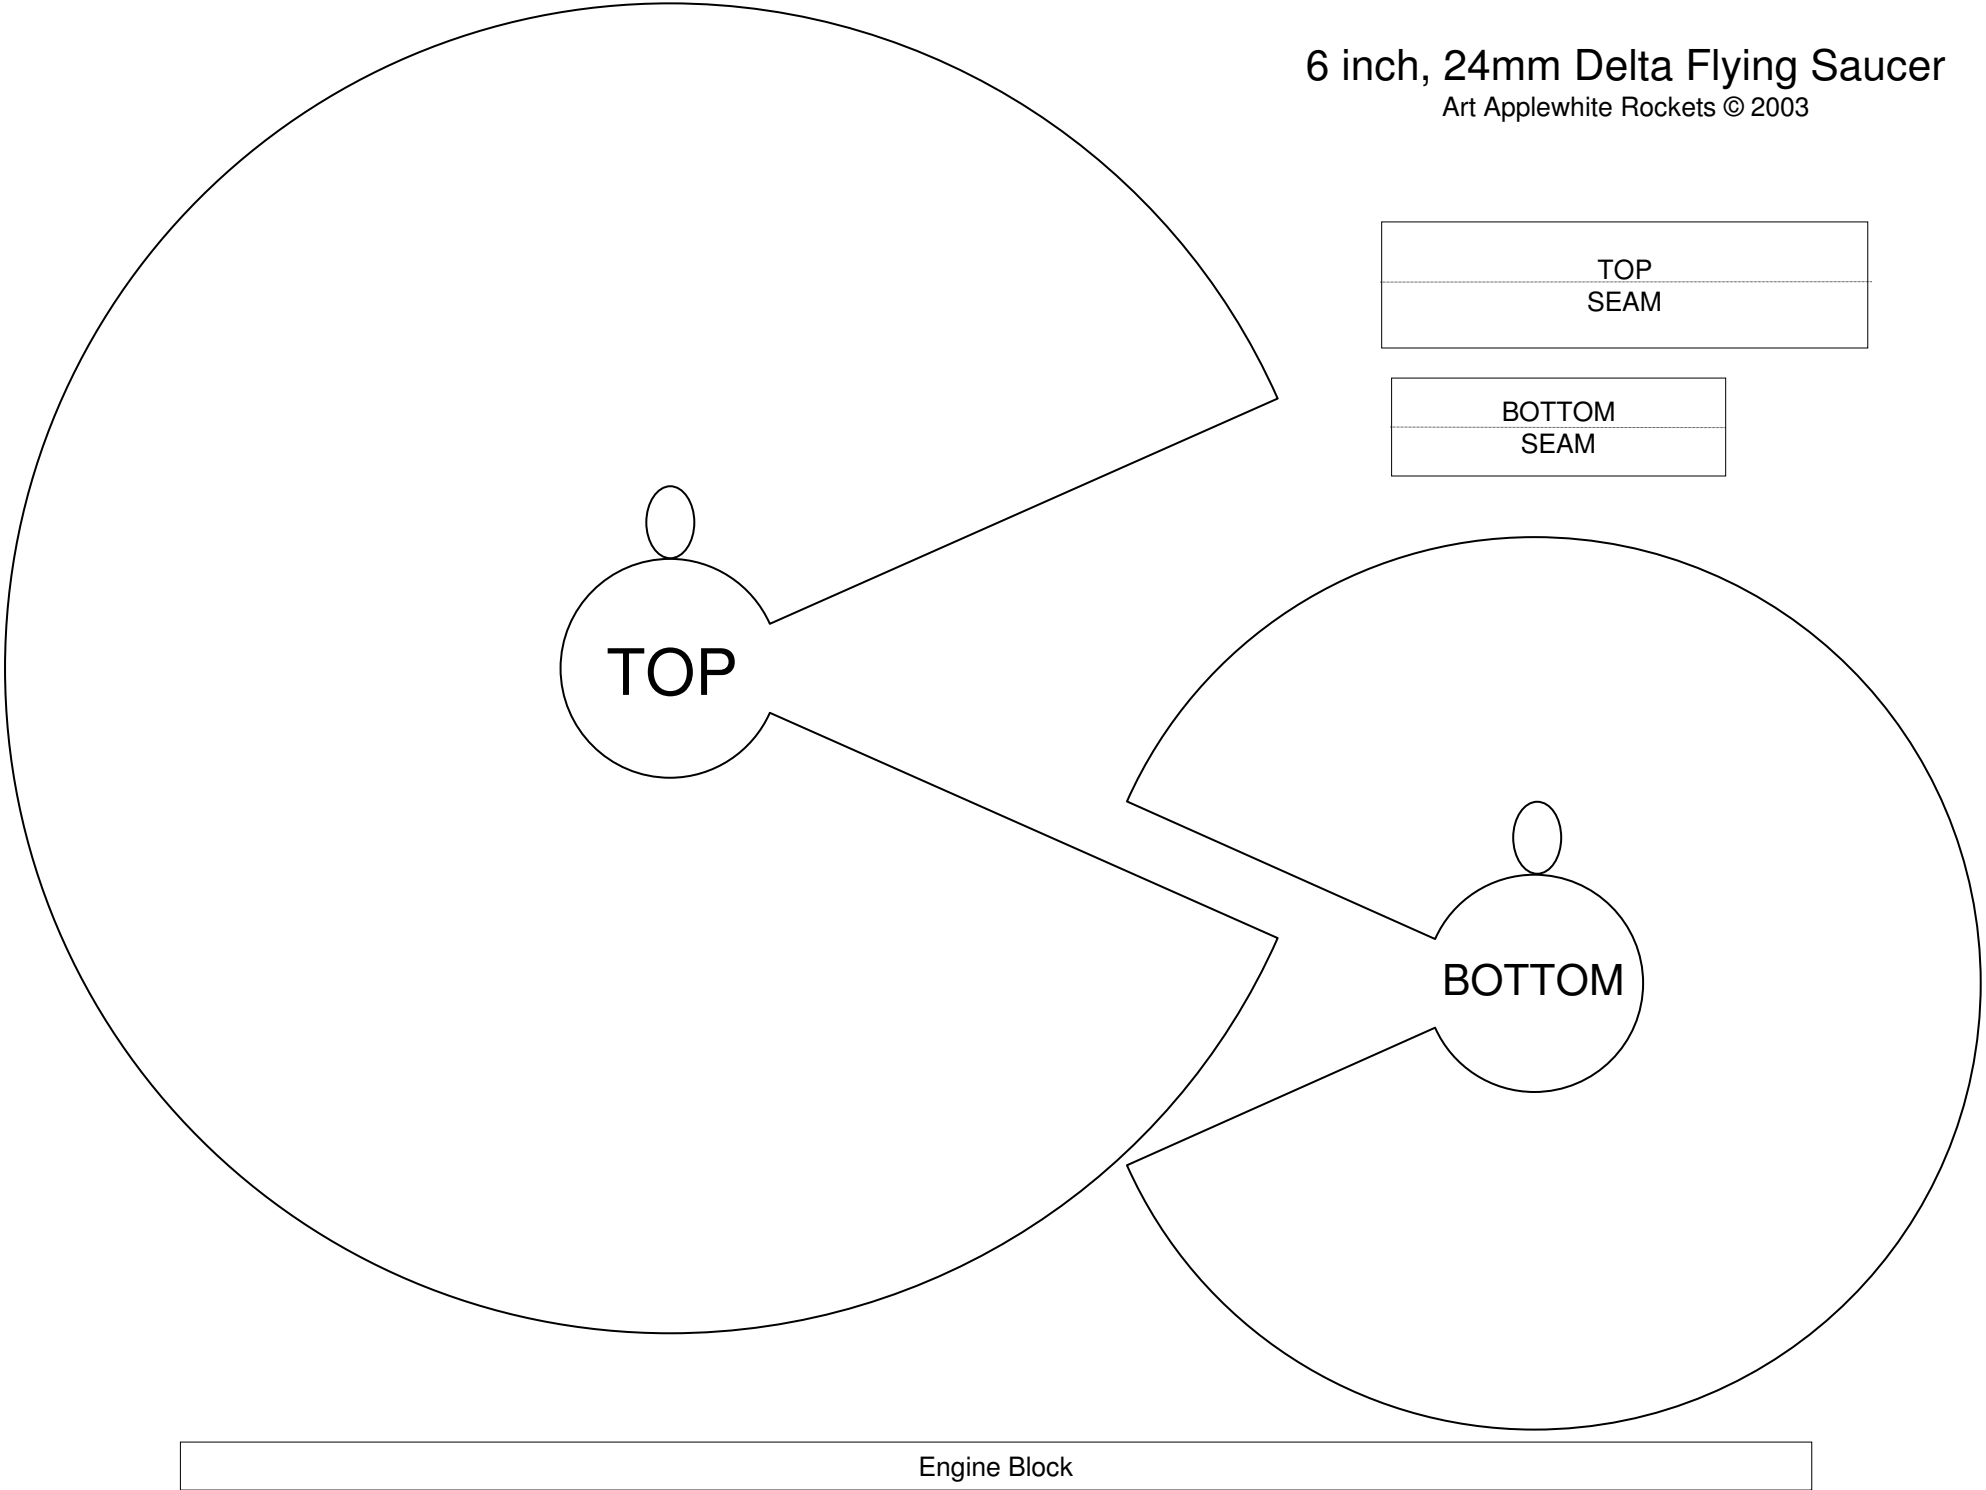 6 inch, 24mm Delta Flying Saucer
Art Applewhite Rockets © 2003
TOP
SEAM
BOTTOM
SEAM
TOP
BOTTOM
Engine Block